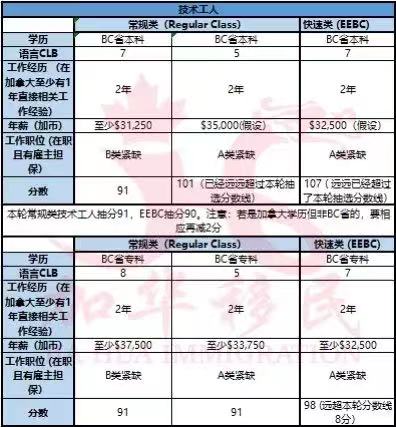 技术工人
常规类（Regular Class） 快速类 (EEBC)
学历 BC省本科 BC省本科 BC省本科
语言CLB 7 5 7
工作经历（在
加拿大至少有1
年直接相关工
作经验） 2年 2年 2年
年薪（加币） 至少$31,250 $35,000(假设) $32,500（假设）
工作职位 (在职
且有雇主担
保) B类紧缺 A类紧缺 A类紧缺
分数 91 101（已经远远超过本轮抽
选分数线） 107（远远已经超过
了本轮抽选分数线）
本轮常规类技术工人抽分91，EEBC抽分90。注意：若是加拿大学历但非BC省的，要相
应再减2分
常规类（Regular Class） 快速类 (EEBC)
学历 BC省专科 BC省专科 BC省专科
语言CLB 8 5 7
工作经历（在
加拿大至少有1
年直接相关工
作经验） 2年 2年 2年
年薪（加币） 至少$37,500 至少$33,750 至少$32,500
工作职位 (在职
且有雇主担
保) B类紧缺 A类紧缺 A类紧缺
分数 91 91 98 (远超本轮分数线
8分）
加华移民
IMMIGRATION